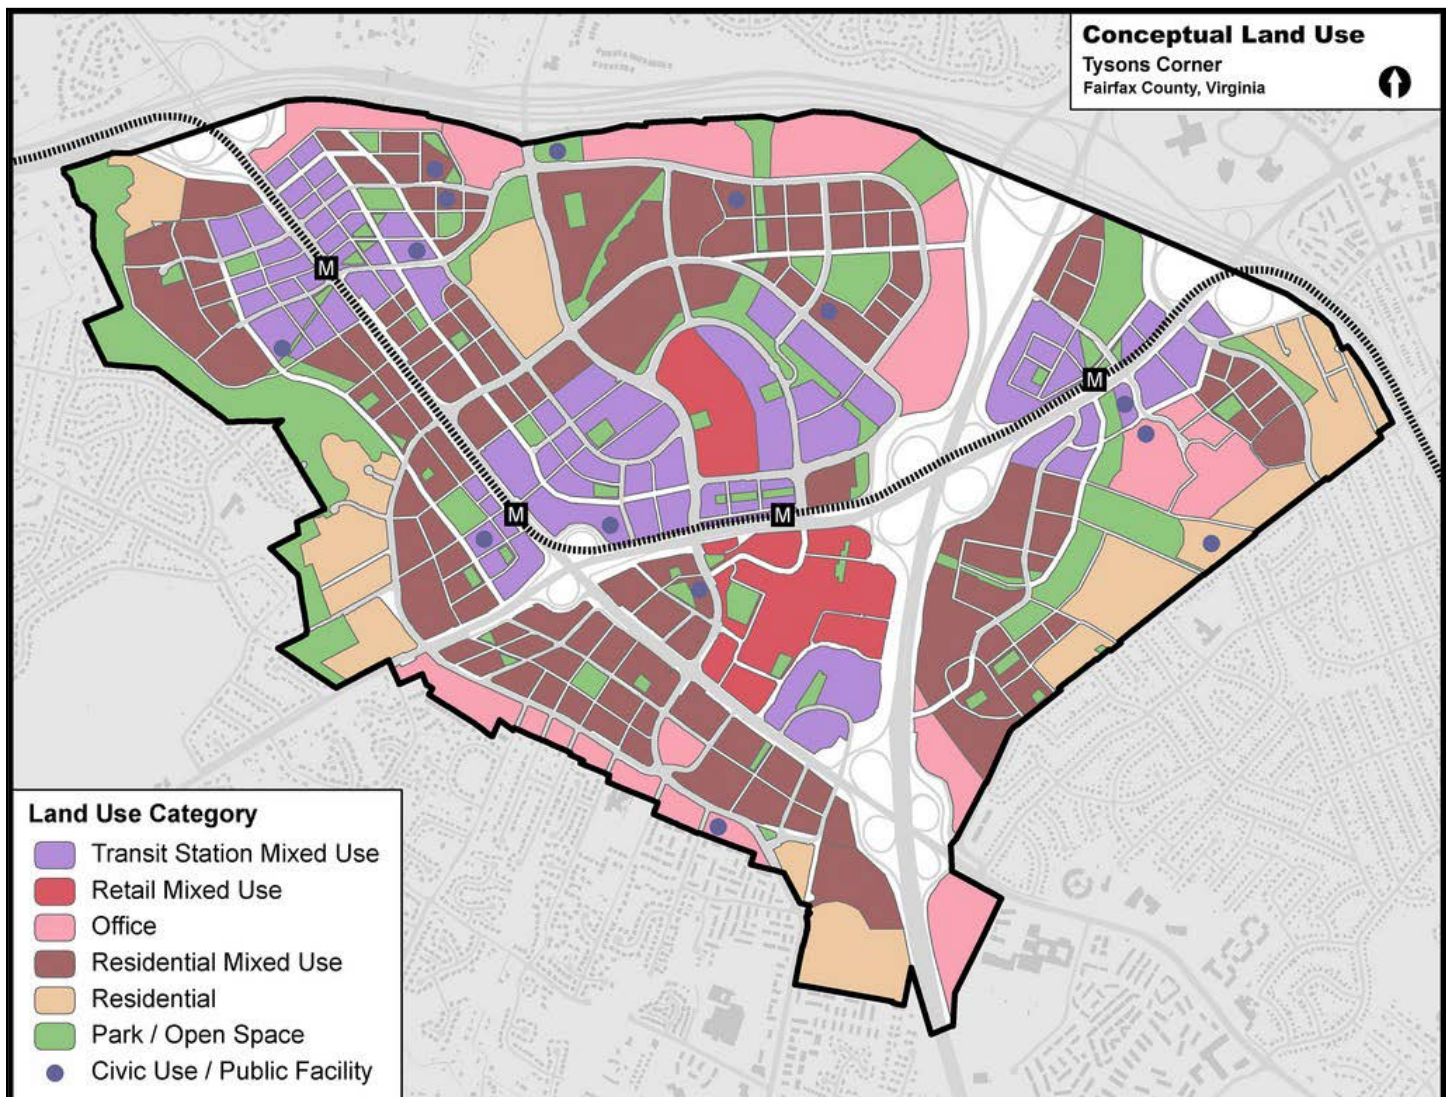 Conceptual Land Use
Tysons Corner
Fairfax County, Virginia
M
M
M
M
Land Use Category
Transit Station Mixed Use
Retail Mixed Use
Office
Residential Mixed Use
Residential
Park / Open Space
Civic Use / Public Facility